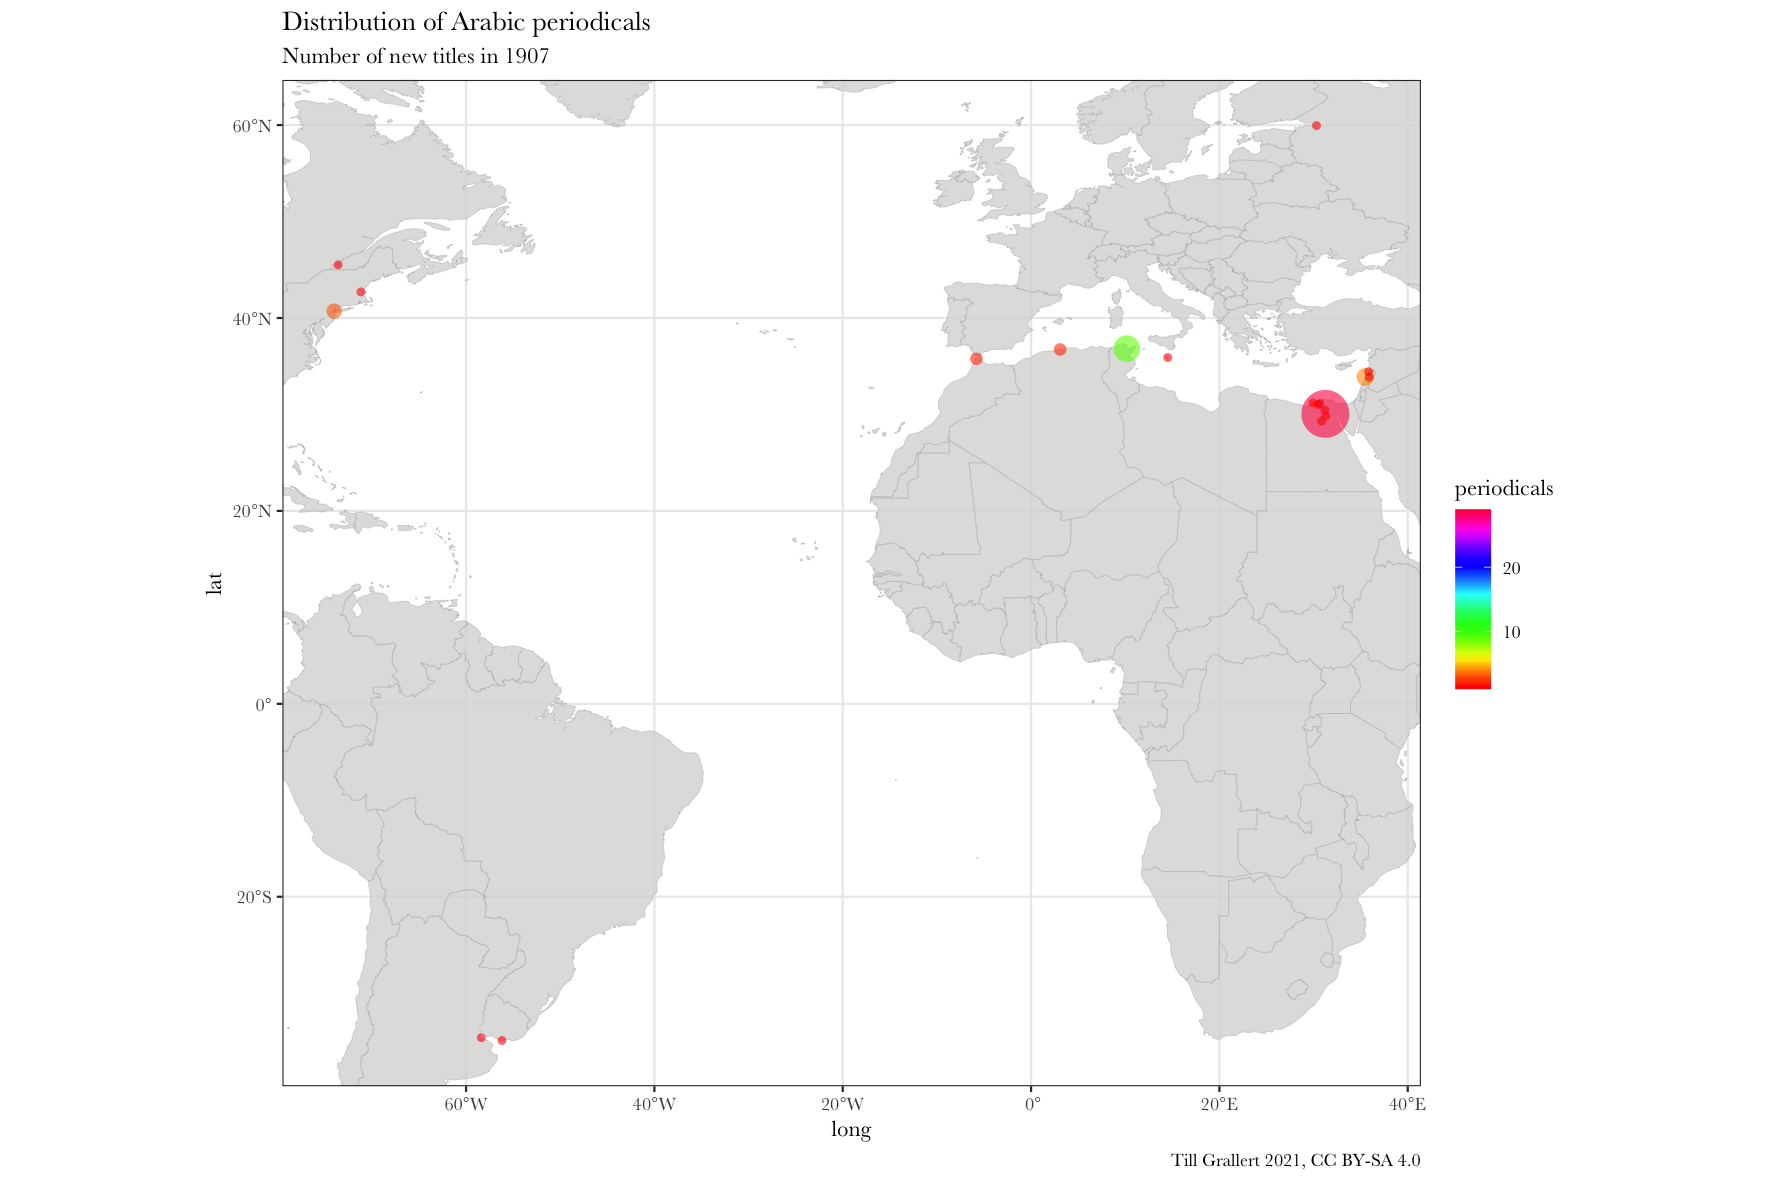 Distribution of Arabic periodicals
Number of new titles in 1907
60°N
40°N
20°N
0°
20°S
lat
60°W
40°W
20°W
0°
20°E
40°E
long
periodicals
20
10
Till Grallert 2021, CC BY-SA 4.0